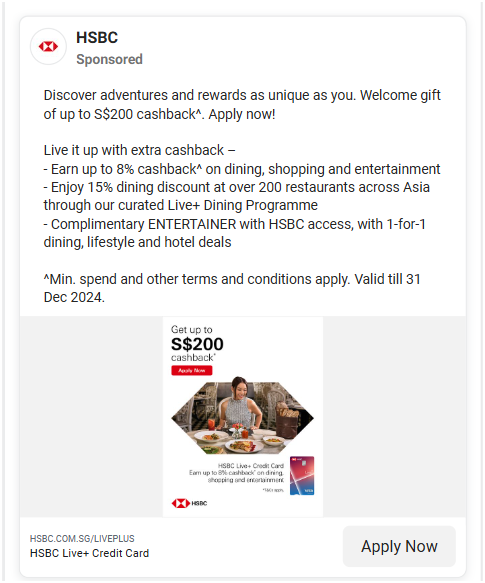 HSBC
Sponsored
Discover adventures and rewards as unique as you. Welcome gift
of up to S$200 cashback^. Apply now!
Live it up with extra cashback –
- Earn up to 8% cashback^ on dining, shopping and entertainment
- Enjoy 15% dining discount at over 200 restaurants across Asia
through our curated Live+ Dining Programme
- Complimentary ENTERTAINER with HSBC access, with 1-for-1
dining, lifestyle and hotel deals
^Min. spend and other terms and conditions apply. Valid till 31
Dec 2024.
Get up to
S$200
cashback^
Apply Now
HSBC Live+ Credit Card
Earn up to 8% cashback^ on dining,
shopping and entertainment
^T&Cs apply.
HSBC
HSBC.COM.SG/LIVEPLUS
HSBC Live+ Credit Card
Apply Now